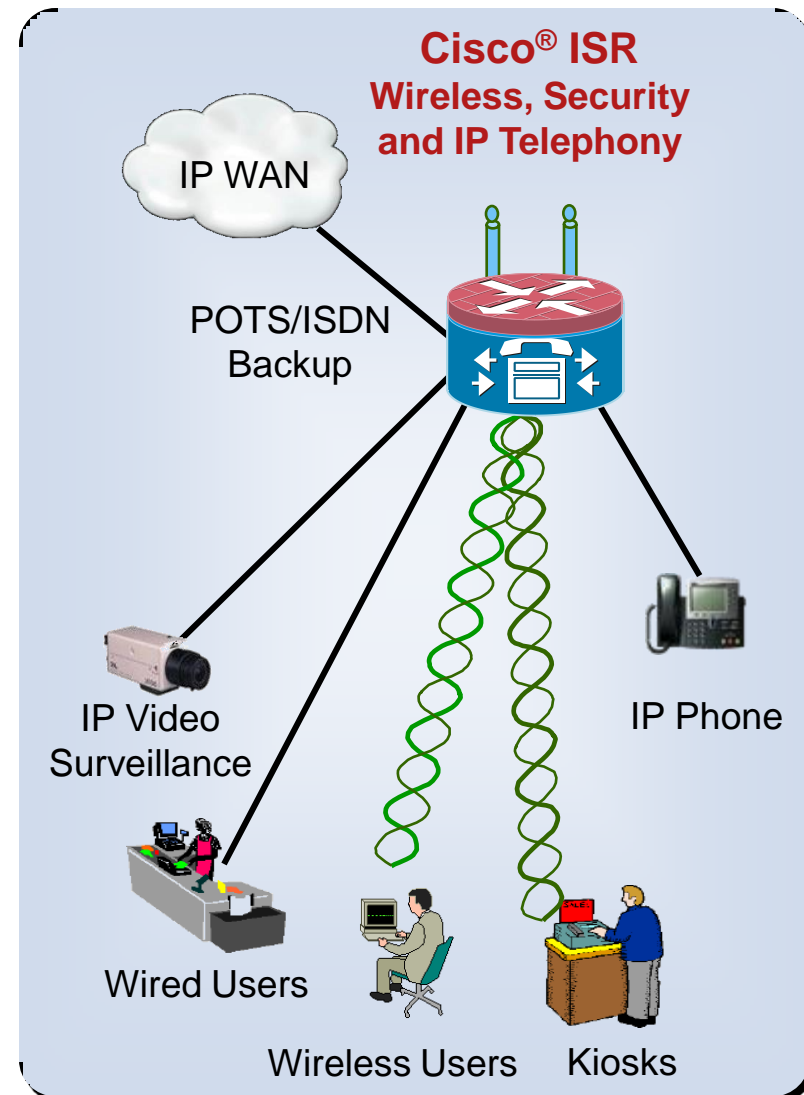 Cisco® ISR
Wireless, Security
and IP Telephony
IP WAN
POTS/ISDN
Backup
IP Video
Surveillance
IP Phone
Wired Users
Wireless Users
Kiosks